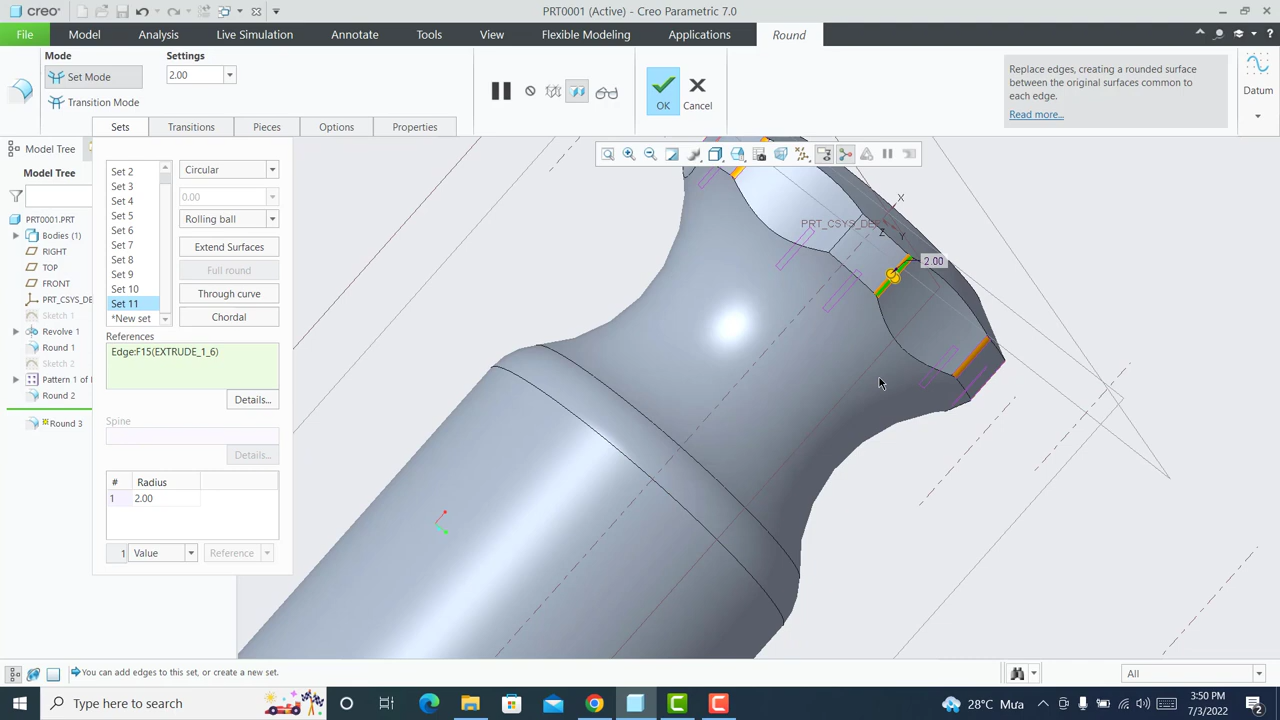 creo
PRT0001 (Active) - Creo Parametric 7.0
File
Model
Analysis
Live Simulation
Annotate
Tools
View
Flexible Modeling
Applications
Round
Mode
Settings
Set Mode
2.00
Transition Mode
OK
Cancel
Replace edges, creating a rounded surface
between the original surfaces common to
each edge.
Read more...
Datum
Sets
Transitions
Pieces
Options
Properties
Model Tree
Model Tree
PRT0001.PRT
Bodies (1)
RIGHT
TOP
FRONT
PRT_CSYS_DE
Sketch 1
Revolve 1
Round 1
Sketch 2
Pattern 1 of
Round 2
Round 3
Set 2
Set 3
Set 4
Set 5
Set 6
Set 7
Set 8
Set 9
Set 10
Set 11
*New set
Circular
0.00
Rolling ball
Extend Surfaces
Full round
Through curve
Chordal
References
Edge:F15(EXTRUDE_1_6)
Details...
Spine
Details...
# Radius
1 2.00
1 Value
Reference
PRT_CSYS_DE
X
Z
Y
2.00
You can add edges to this set, or create a new set.
All
Type here to search
28°C Mưa
3:50 PM
7/3/2022
2